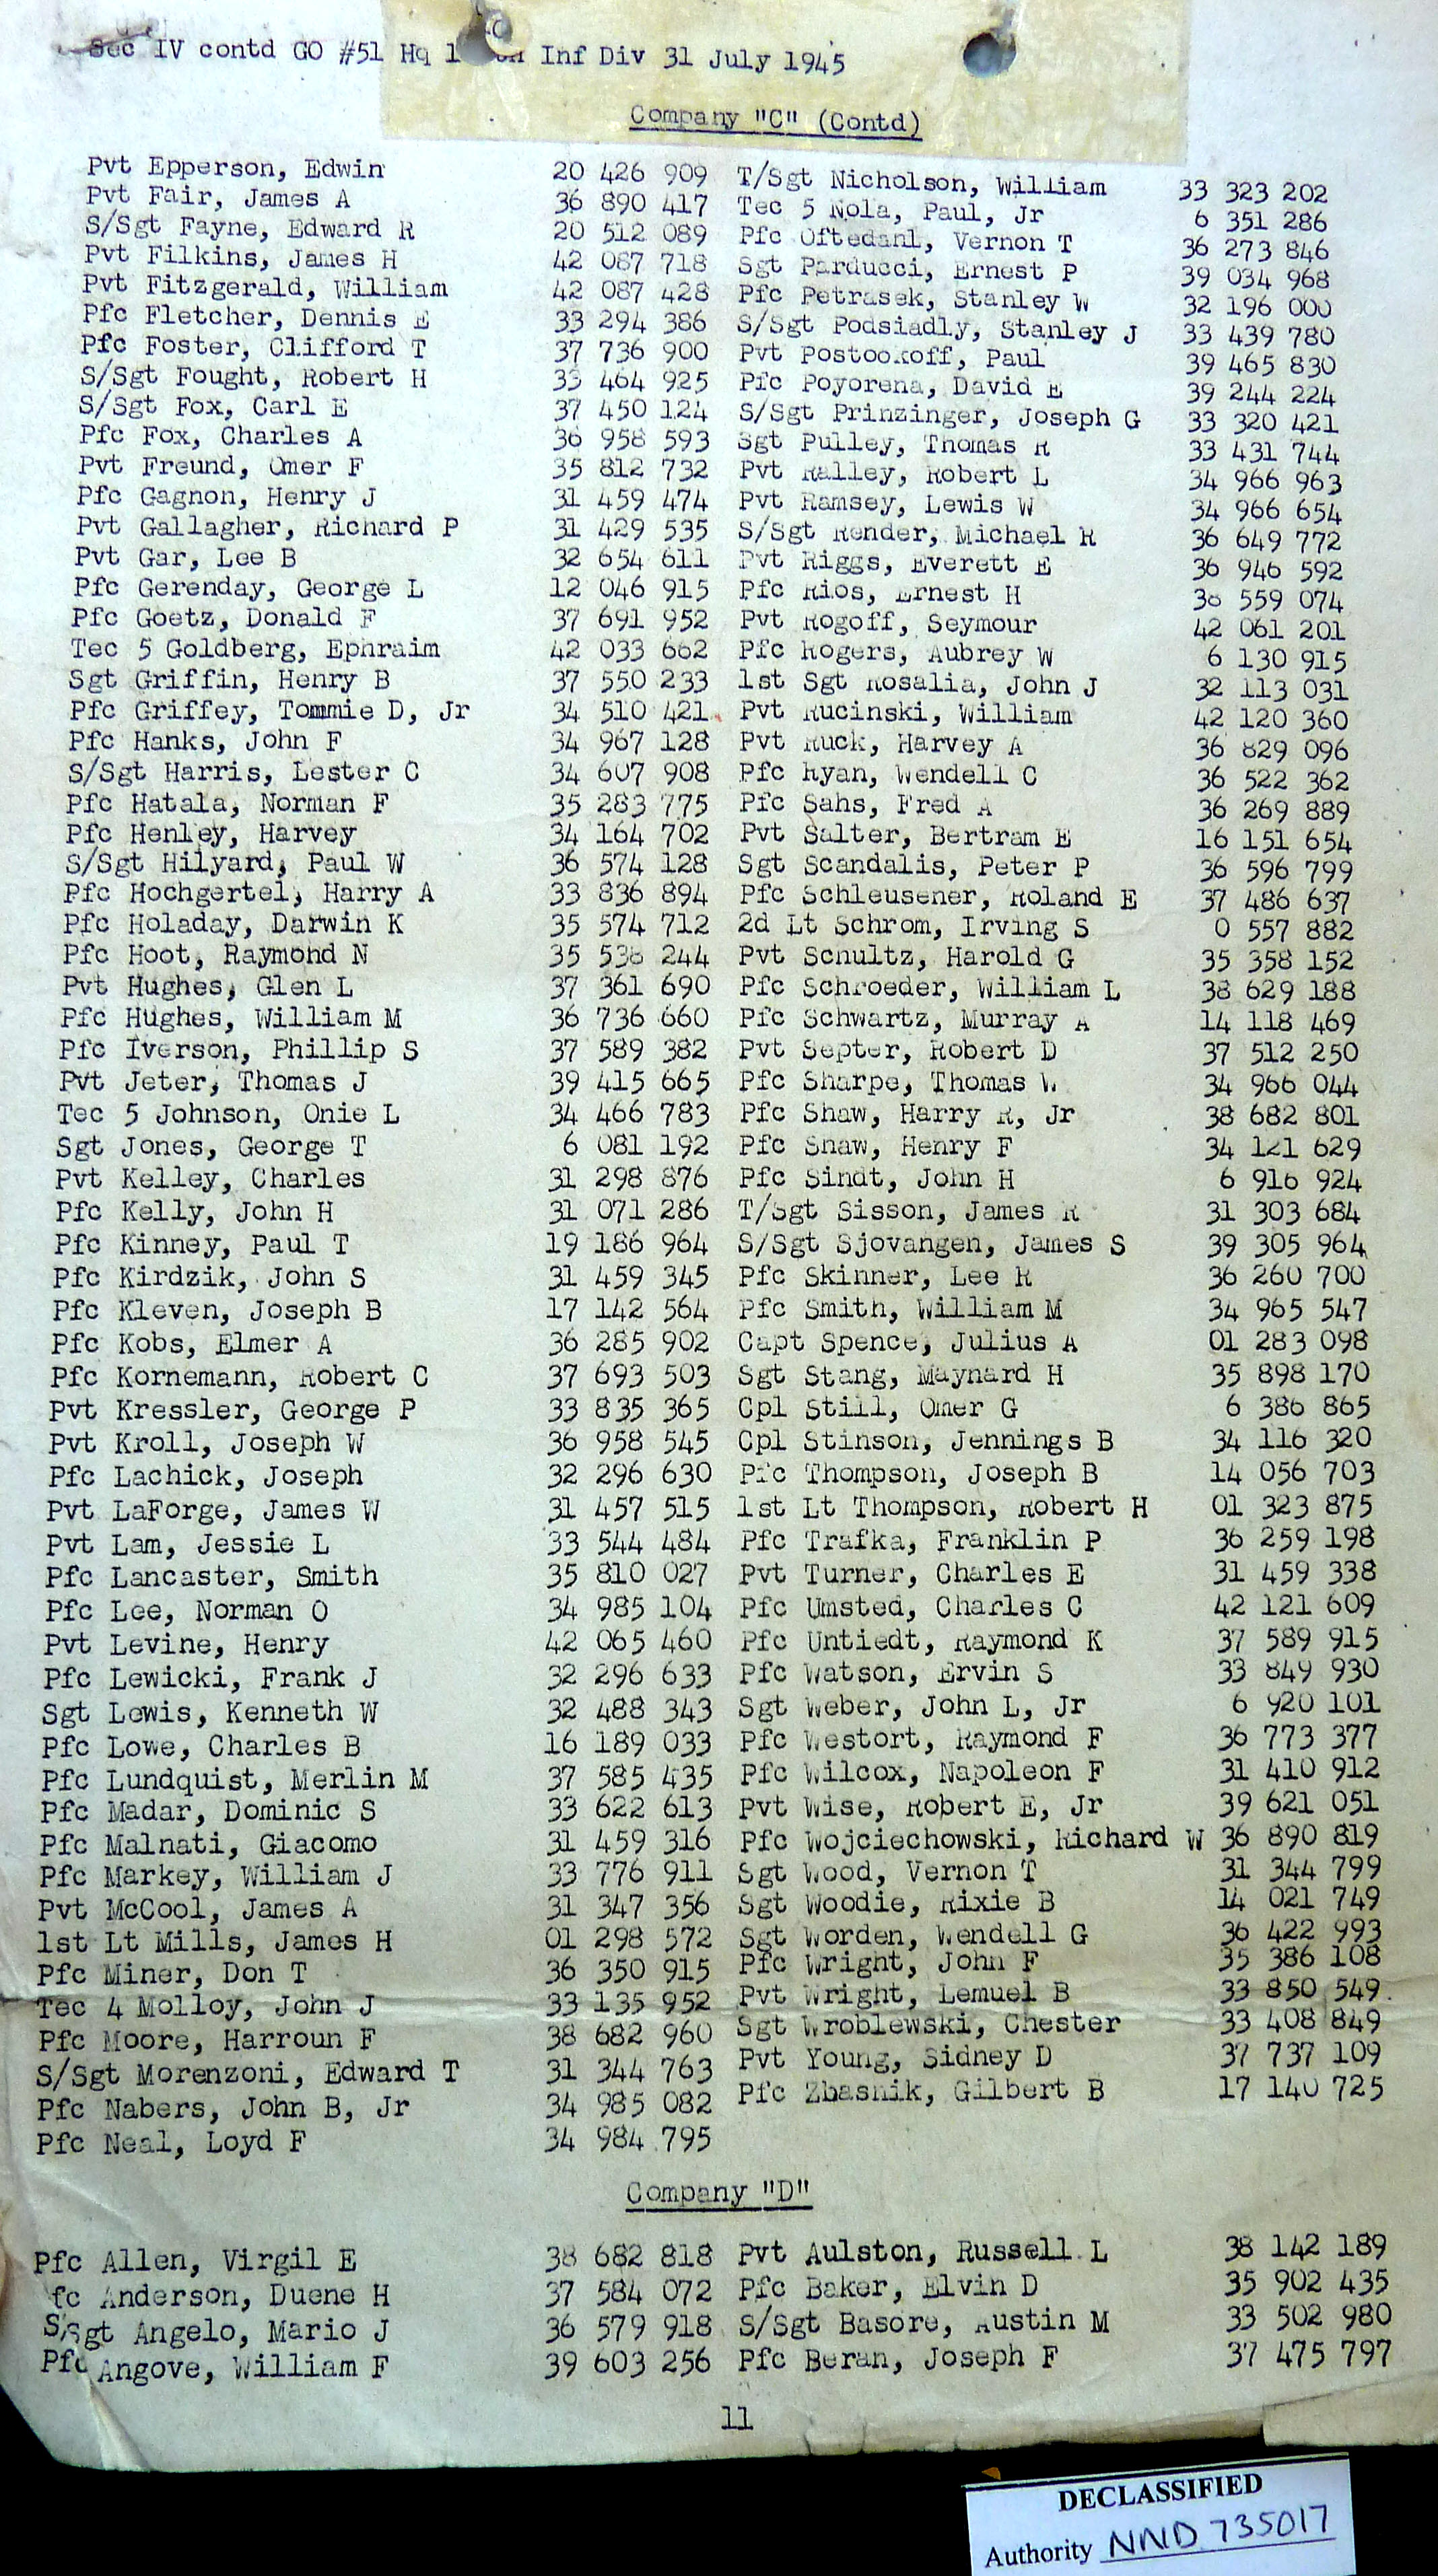 Sec IV contd GO #51 Hq Inf Div 31 July 1945
Company "C" (Contd)
Pvt Epperson, Edwin 20 426 909
Pvt Fair, James A 36 890 417
S/Sgt Fayne, Edward R 20 512 089
Pvt Filkins, James H 42 087 718
Pvt Fitzgerald, William 42 087 428
Pfc Fletcher, Dennis E 33 294 386
Pfc Foster, Clifford T 37 736 900
S/Sgt Fought, Robert H 35 464 925
S/Sgt Fox, Carl E 37 450 124
Pfc Fox, Charles A 36 958 593
Pvt Freund, Omer F 35 812 732
Pfc Gagnon, Henry J 31 459 474
Pvt Gallagher, Richard P 31 429 535
Pvt Gar, Lee B 32 654 611
Pfc Gerenday, George L 12 046 915
Pfc Goetz, Donald F 37 691 952
Tec 5 Goldberg, Ephraim 42 033 662
Sgt Griffin, Henry B 37 550 233
Pfc Griffey, Tommie D, Jr 34 510 421
Pfc Hanks, John F 34 967 128
S/Sgt Harris, Lester C 34 607 908
Pfc Hatala, Norman F 35 283 775
Pfc Henley, Harvey 34 164 702
S/Sgt Hilyard, Paul W 36 574 128
Pfc Hochgertel, Harry A 33 836 894
Pfc Holaday, Darwin K 35 574 712
Pfc Hoot, Raymond N 35 538 244
Pvt Hughes, Glen L 37 361 690
Pfc Hughes, William M 36 736 660
Pfc Iverson, Phillip S 37 589 382
Pvt Jeter, Thomas J 39 415 665
Tec 5 Johnson, Onie L 34 466 783
Sgt Jones, George T 6 081 192
Pvt Kelley, Charles 31 298 876
Pfc Kelly, John H 31 071 286
Pfc Kinney, Paul T 19 186 964
Pfc Kirdzik, John S 31 459 345
Pfc Kleven, Joseph B 17 142 564
Pfc Kobs, Elmer A 36 285 902
Pfc Kornemann, Robert C 37 693 503
Pvt Kressler, George P 33 835 365
Pvt Kroll, Joseph W 36 958 545
Pfc Lachick, Joseph 32 296 630
Pvt LaForge, James W 31 457 515
Pvt Lam, Jessie L 33 544 484
Pfc Lancaster, Smith 35 810 027
Pfc Lee, Norman O 34 985 104
Pvt Levine, Henry 42 065 460
Pfc Lewicki, Frank J 32 296 633
Sgt Lewis, Kenneth W 32 488 343
Pfc Lowe, Charles B 16 189 033
Pfc Lundquist, Merlin M 37 585 435
Pfc Madar, Dominic S 33 622 613
Pfc Malnati, Giacomo 31 459 316
Pfc Markey, William J 33 776 911
Pvt McCool, James A 31 347 356
1st Lt Mills, James H 01 298 572
Pfc Miner, Don T 36 350 915
Tec 4 Molloy, John J 33 135 952
Pfc Moore, Harroun F 38 682 960
S/Sgt Morenzoni, Edward T 31 344 763
Pfc Nabers, John B, Jr 34 985 082
Pfc Neal, Loyd F 34 984 795
T/Sgt Nicholson, William 33 323 202
Tec 5 Nola, Paul, Jr 6 351 286
Pfc Oftedahl, Vernon T 36 273 846
Sgt Parducci, Ernest P 39 034 968
Pfc Petrasek, Stanley W 32 196 000
S/Sgt Podsiadly, Stanley J 33 439 780
Pvt Postookoff, Paul 39 465 830
Pfc Poyorena, David E 39 244 224
S/Sgt Prinzinger, Joseph G 33 320 421
Sgt Pulley, Thomas R 33 431 744
Pvt Ralley, Robert L 34 966 963
Pvt Ramsey, Lewis W 34 966 654
S/Sgt Render, Michael R 36 649 772
Pvt Riggs, Everett E 36 946 592
Pfc Rios, Ernest H 38 559 074
Pvt Rogoff, Seymour 42 061 201
Pfc Rogers, Aubrey W 6 130 915
1st Sgt Rosalia, John J 32 113 031
Pvt Rucinski, William 42 120 360
Pvt Ruck, Harvey A 36 829 096
Pfc Ryan, Wendell C 36 522 362
Pfc Sahs, Fred A 36 269 889
Pvt Salter, Bertram E 16 151 654
Sgt Scandalis, Peter P 36 596 799
Pfc Schleusener, Roland E 37 486 637
2d Lt Schrom, Irving S 0 557 882
Pvt Schultz, Harold G 35 358 152
Pfc Schroeder, William L 38 629 188
Pfc Schwartz, Murray A 14 118 469
Pvt Septer, Robert D 37 512 250
Pfc Sharpe, Thomas W 34 966 044
Pfc Shaw, Harry R, Jr 38 682 801
Pfc Shaw, Henry F 34 121 629
Pfc Sindt, John H 6 916 924
T/Sgt Sisson, James R 31 303 684
S/Sgt Sjovangen, James S 39 305 964
Pfc Skinner, Lee R 36 260 700
Pfc Smith, William M 34 965 547
Capt Spence, Julius A 01 283 098
Sgt Stang, Maynard H 35 898 170
Cpl Still, Omer G 6 386 865
Cpl Stinson, Jennings B 34 116 320
Pfc Thompson, Joseph B 14 056 703
1st Lt Thompson, Robert H 01 323 875
Pfc Trafka, Franklin P 36 259 198
Pvt Turner, Charles E 31 459 338
Pfc Umsted, Charles C 42 121 609
Pfc Untiedt, Raymond K 37 589 915
Pfc Watson, Ervin S 33 849 930
Sgt Weber, John L, Jr 6 920 101
Pfc Westort, Raymond F 36 773 377
Pfc Wilcox, Napoleon F 31 410 912
Pvt Wise, Robert E, Jr 39 621 051
Pfc Wojciechowski, Richard W 36 890 819
Sgt Wood, Vernon T 31 344 799
Sgt Woodie, Rixie B 14 021 749
Sgt Worden, Wendell G 36 422 993
Pfc Wright, John F 35 386 108
Pvt Wright, Lemuel B 33 850 549
Sgt Wroblewski, Chester 33 408 849
Pvt Young, Sidney D 37 737 109
Pfc Zbasnik, Gilbert B 17 140 725
Company "D"
Pfc Allen, Virgil E 38 682 818
fc Anderson, Duene H 37 584 072
S/Sgt Angelo, Mario J 36 579 918
Pfc Angove, William F 39 603 256
Pvt Aulston, Russell L 38 142 189
Pfc Baker, Elvin D 35 902 435
S/Sgt Basore, Austin M 33 502 980
Pfc Beran, Joseph F 37 475 797
11
DECLASSIFIED
Authority NND 735017